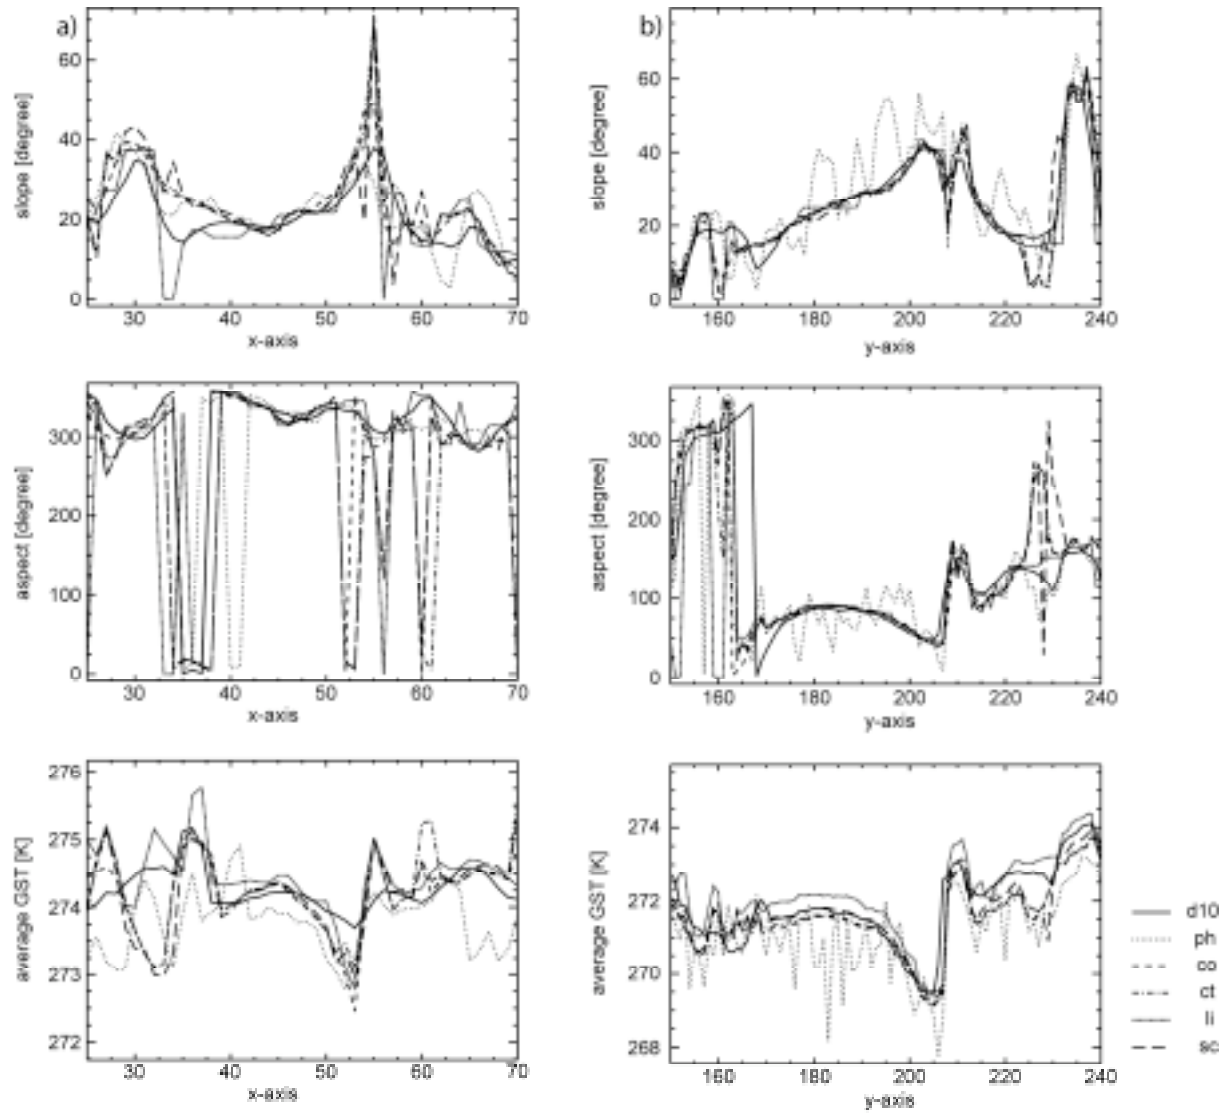 a)
slope [degree]
60
40
20
0
30 40 50 60 70
x-axis
b)
slope [degree]
60
40
20
0
160 180 200 220 240
y-axis
aspect [degree]
300
200
100
0
30 40 50 60 70
x-axis
aspect [degree]
300
200
100
0
160 180 200 220 240
y-axis
average GST [K]
276
275
274
273
272
30 40 50 60 70
x-axis
average GST [K]
274
272
270
268
160 180 200 220 240
y-axis
d10
ph
co
ct
li
sc